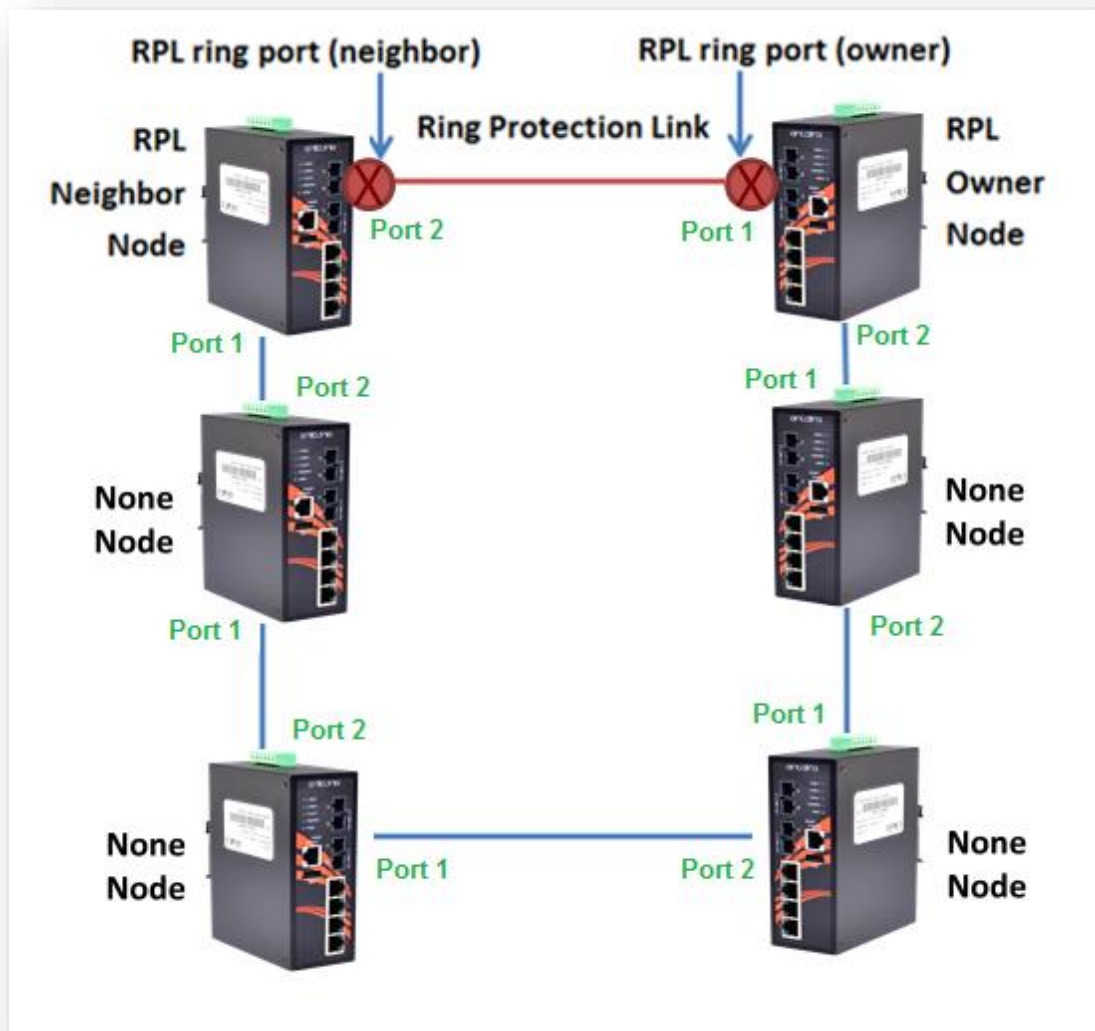 RPL ring port (neighbor)
RPL ring port (owner)
Ring Protection Link
RPL
Neighbor
Node
RPL
Owner
Node
Port 2
Port 1
Port 1
Port 2
Port 2
Port 1
None
Node
None
Node
Port 1
Port 2
Port 2
Port 1
None
Node
None
Node
Port 1
Port 2